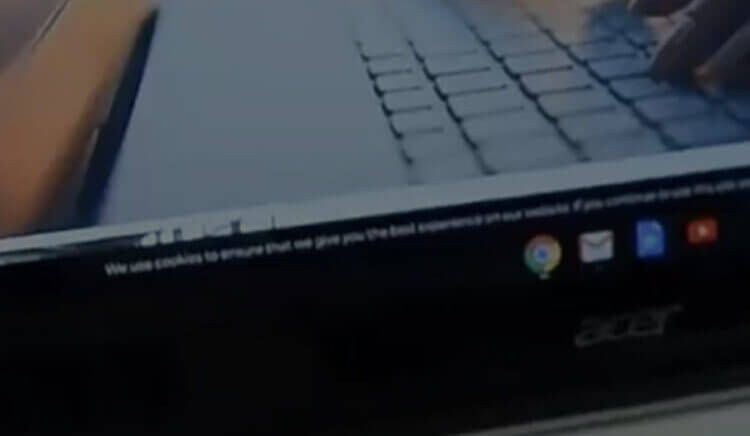 We use cookies to ensure that we give you the best experience on our website. If you continue to use this site
acer